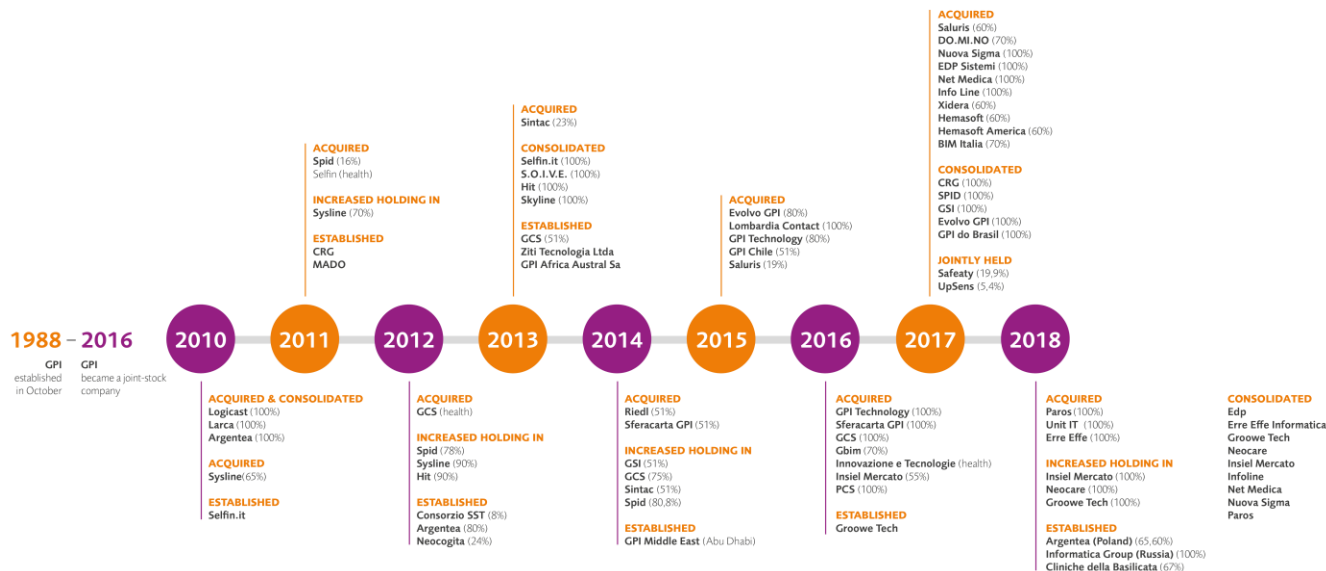 1988 – 2016
GPI
established
in October
GPI
became a joint-stock
company
2010
ACQUIRED & CONSOLIDATED
Logicast (100%)
Larca (100%)
Argentea (100%)
ACQUIRED
Sysline(65%)
ESTABLISHED
Selfin.it
2011
ACQUIRED
Spid (16%)
Selfin (health)
INCREASED HOLDING IN
Sysline (70%)
ESTABLISHED
CRG
MADO
2012
ACQUIRED
GCS (health)
INCREASED HOLDING IN
Spid (78%)
Sysline (90%)
Hit (90%)
ESTABLISHED
Consorzio SST (8%)
Argentea (80%)
Neocogita (24%)
2013
ACQUIRED
Sintac (23%)
CONSOLIDATED
Selfin.it (100%)
S.O.I.V.E. (100%)
Hit (100%)
Skyline (100%)
ESTABLISHED
GCS (51%)
Ziti Tecnologia Ltda
GPI Africa Austral Sa
2014
ACQUIRED
Riedl (51%)
Sferacarta GPI (51%)
INCREASED HOLDING IN
GSI (51%)
GCS (75%)
Sintac (51%)
Spid (80,8%)
ESTABLISHED
GPI Middle East (Abu Dhabi)
2015
ACQUIRED
Evolvo GPI (80%)
Lombardia Contact (100%)
GPI Technology (80%)
GPI Chile (51%)
Saluris (19%)
2016
ACQUIRED
GPI Technology (100%)
Sferacarta GPI (100%)
GCS (100%)
Gbim (70%)
Innovazione e Tecnologie (health)
Insiel Mercato (55%)
PCS (100%)
ESTABLISHED
Groowe Tech
2017
ACQUIRED
Saluris (60%)
DO.MI.NO (70%)
Nuova Sigma (100%)
EDP Sistemi (100%)
Net Medica (100%)
Info Line (100%)
Xidera (60%)
Hemasoft (60%)
Hemasoft America (60%)
BIM Italia (70%)
CONSOLIDATED
CRG (100%)
SPID (100%)
GSI (100%)
Evolvo GPI (100%)
GPI do Brasil (100%)
JOINTLY HELD
Safeaty (19,9%)
UpSens (5,4%)
2018
ACQUIRED
Paros (100%)
Unit IT (100%)
Erre Effe (100%)
INCREASED HOLDING IN
Insiel Mercato (100%)
Neocare (100%)
Groowe Tech (100%)
ESTABLISHED
Argentea (Poland) (65,60%)
Informatica Group (Russia) (100%)
Cliniche della Basilicata (67%)
CONSOLIDATED
Edp
Erre Effe Informatica
Groowe Tech
Neocare
Insiel Mercato
Infoline
Net Medica
Nuova Sigma
Paros